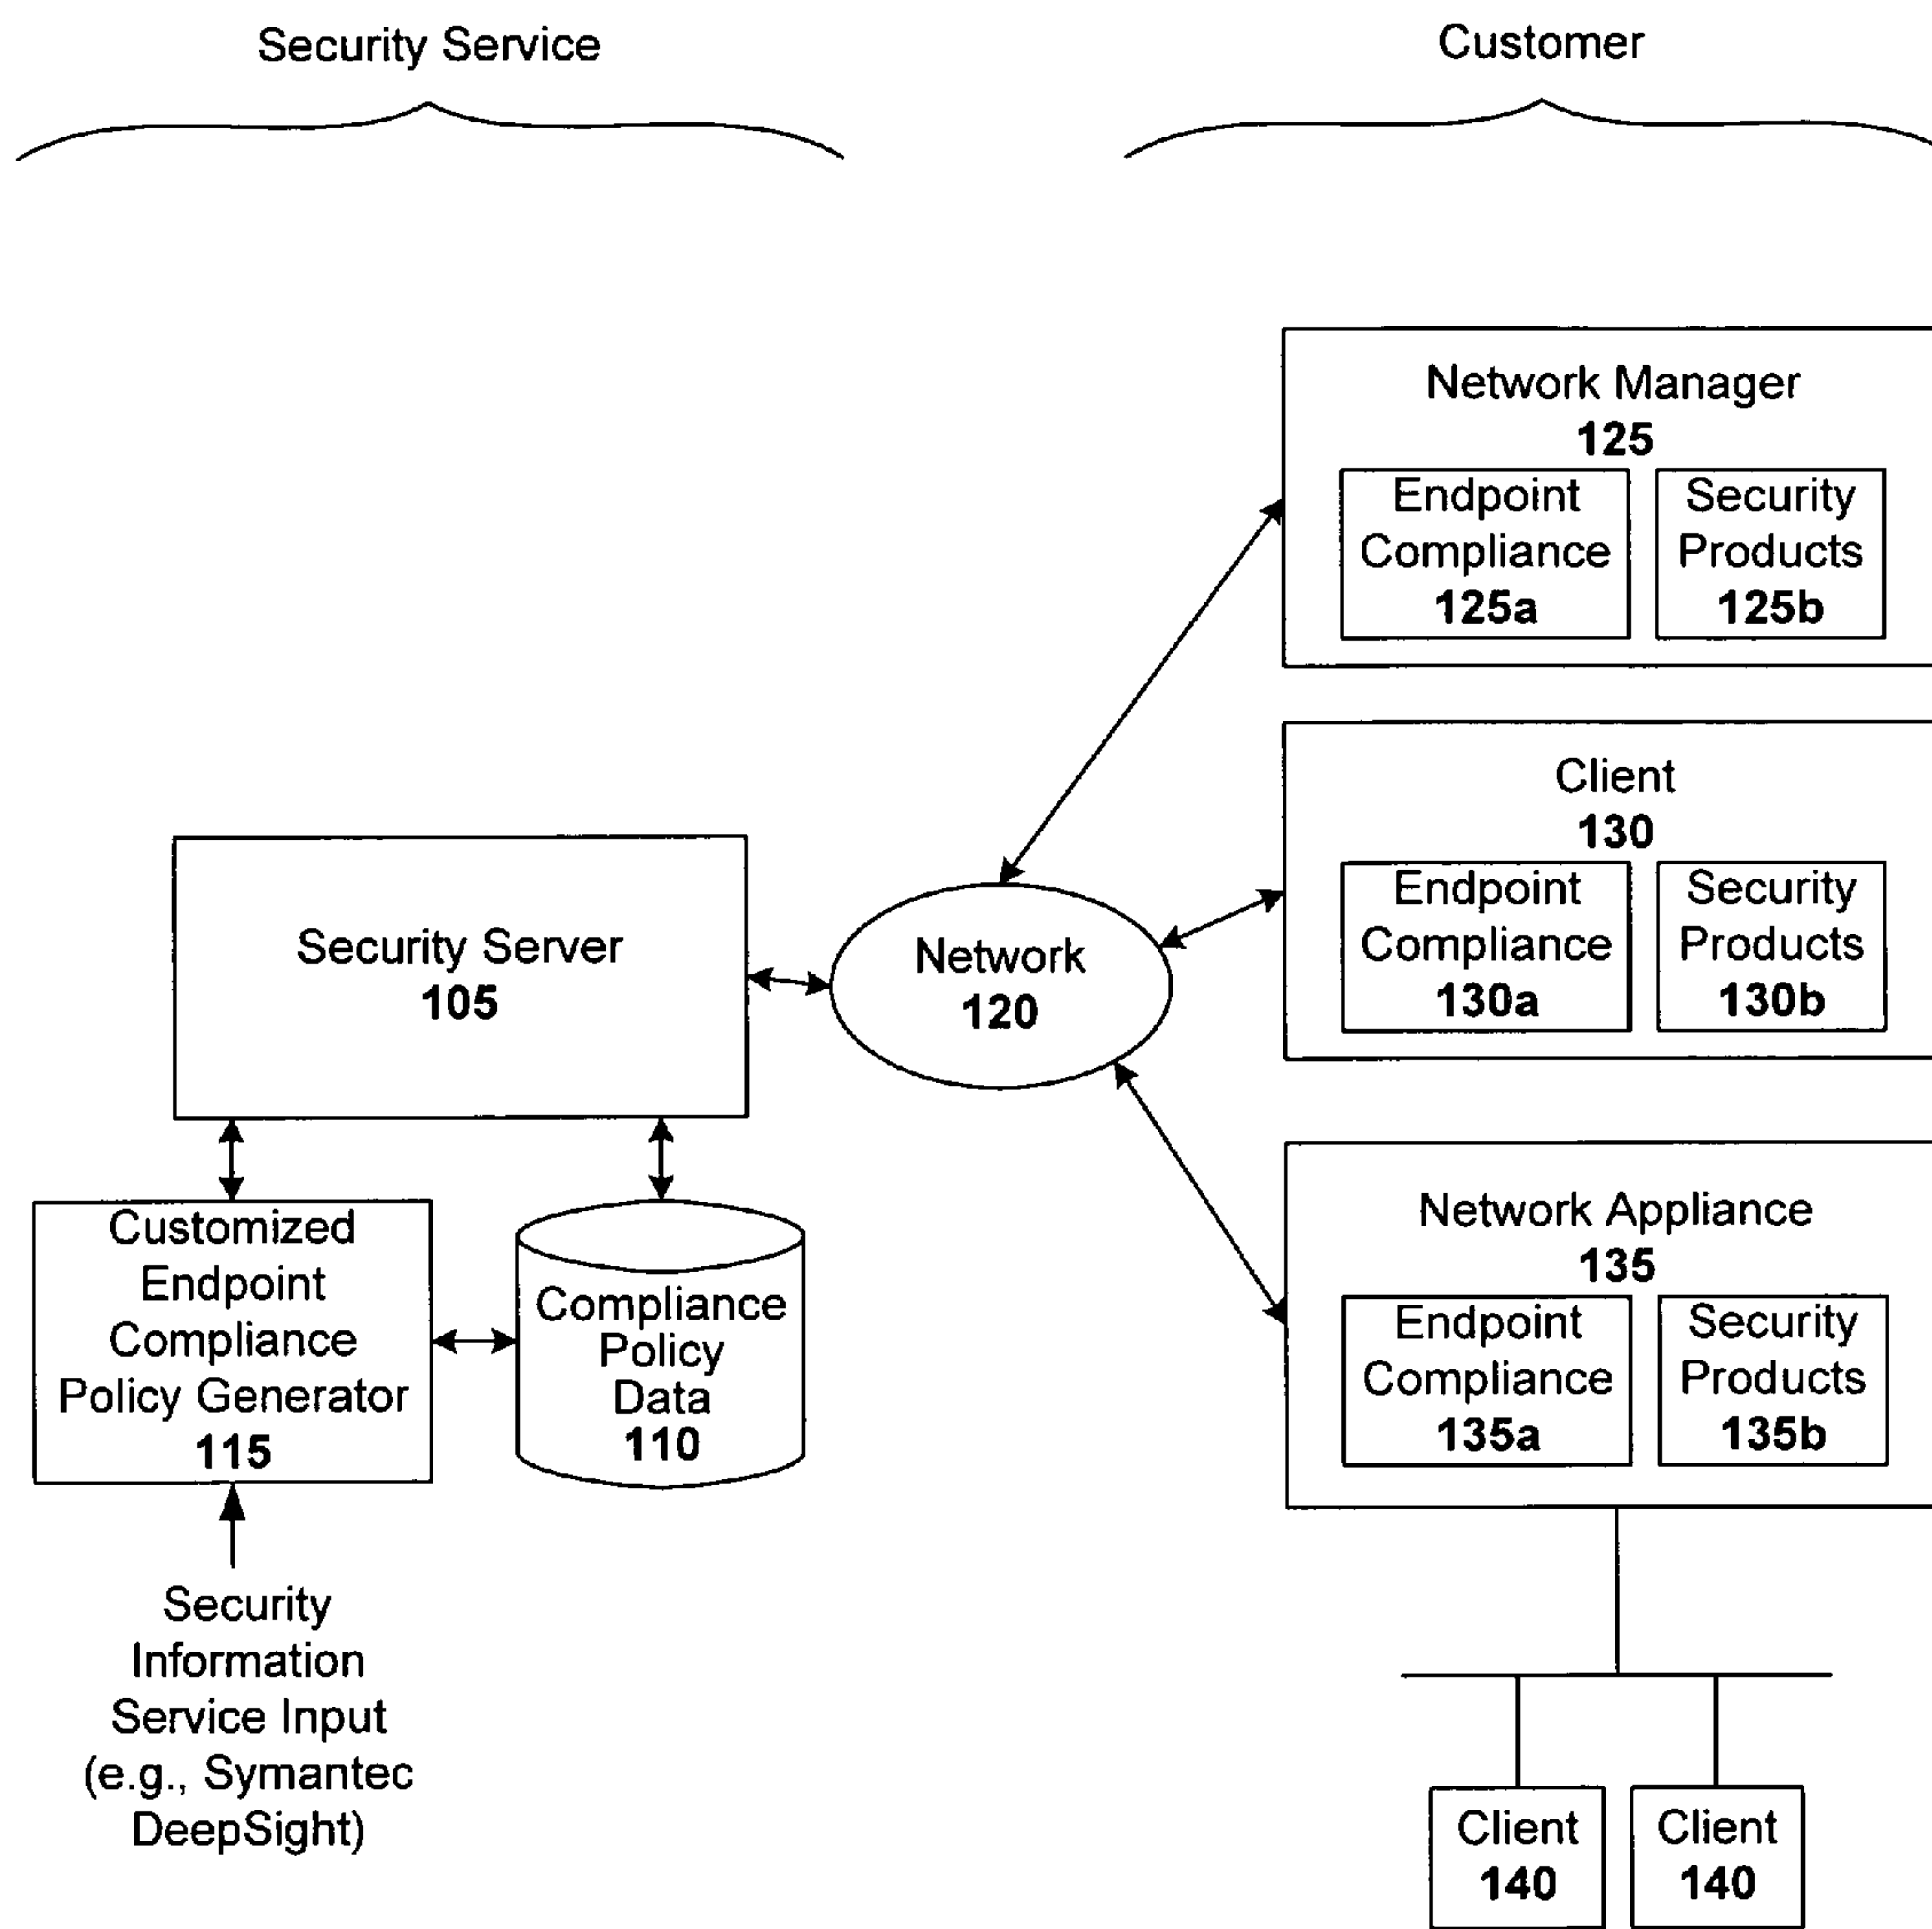 Security Service
Customer
Network Manager
125
Endpoint
Compliance
125a
Security
Products
125b
Client
130
Endpoint
Compliance
130a
Security
Products
130b
Security Server
105
Network
120
Customized
Endpoint
Compliance
Policy Generator
115
Compliance
Policy
Data
110
Network Appliance
135
Endpoint
Compliance
135a
Security
Products
135b
Security
Information
Service Input
(e.g., Symantec
DeepSight)
Client
140
Client
140